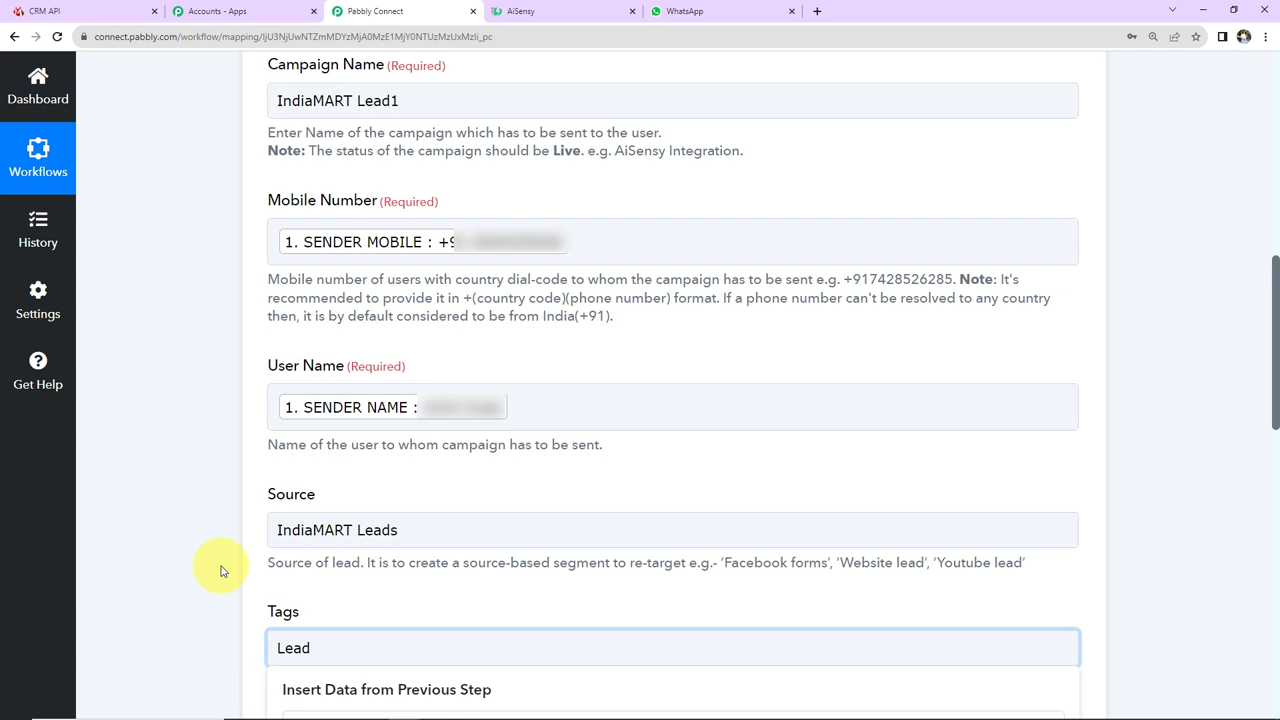 CRM API
Accounts - Apps
Pabbly Connect
AiSensy
WhatsApp
connect.pabbly.com/workflow/mapping/
Dashboard
Workflows
History
Settings
Get Help
Campaign Name (Required)
IndiaMART Lead1
Enter Name of the campaign which has to be sent to the user.
Note: The status of the campaign should be Live. e.g. AiSensy Integration.
Mobile Number (Required)
1. SENDER MOBILE : +9
Mobile number of users with country dial-code to whom the campaign has to be sent e.g. +917428526285. Note: It's
recommended to provide it in +(country code)(phone number) format. If a phone number can't be resolved to any country
then, it is by default considered to be from India(+91).
User Name (Required)
1. SENDER NAME :
Name of the user to whom campaign has to be sent.
Source
IndiaMART Leads
Source of lead. It is to create a source-based segment to re-target e.g.- ‘Facebook forms’, ‘Website lead’, ‘Youtube lead’
Tags
Lead
Insert Data from Previous Step